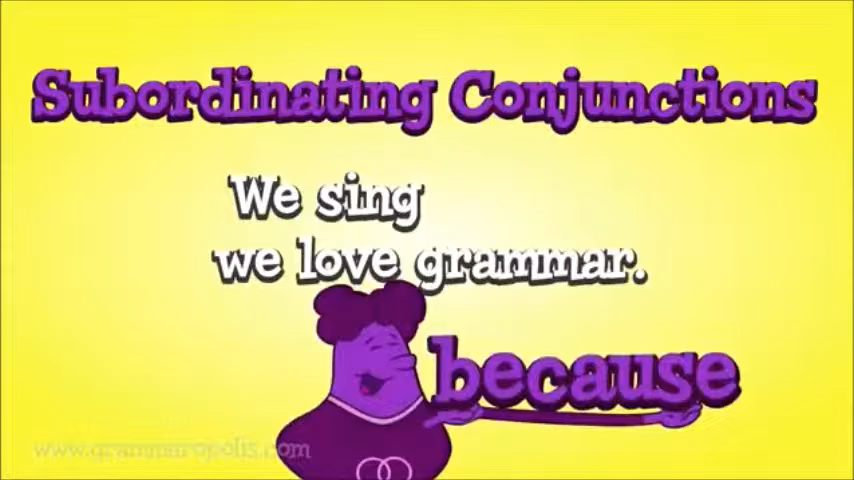 Subordinating Conjunctions
We sing
we love grammar.
because
www.grammaropolis.com